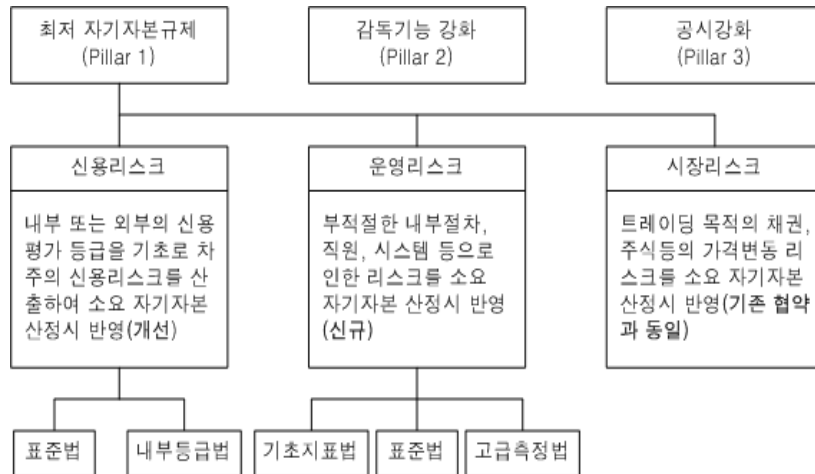 최저 자기자본규제
(Pillar 1)
감독기능 강화
(Pillar 2)
공시강화
(Pillar 3)
신용리스크
내부 또는 외부의 신용
평가 등급을 기초로 차
주의 신용리스크를 산
출하여 소요 자기자본
산정시 반영(개선)
운영리스크
부적절한 내부절차,
직원, 시스템 등으로
인한 리스크를 소요
자기자본 산정시 반영
(신규)
시장리스크
트레이딩 목적의 채권,
주식등의 가격변동 리
스크를 소요 자기자본
산정시 반영(기존 협약
과 동일)
표준법
내부등급법
기초지표법
표준법
고급측정법